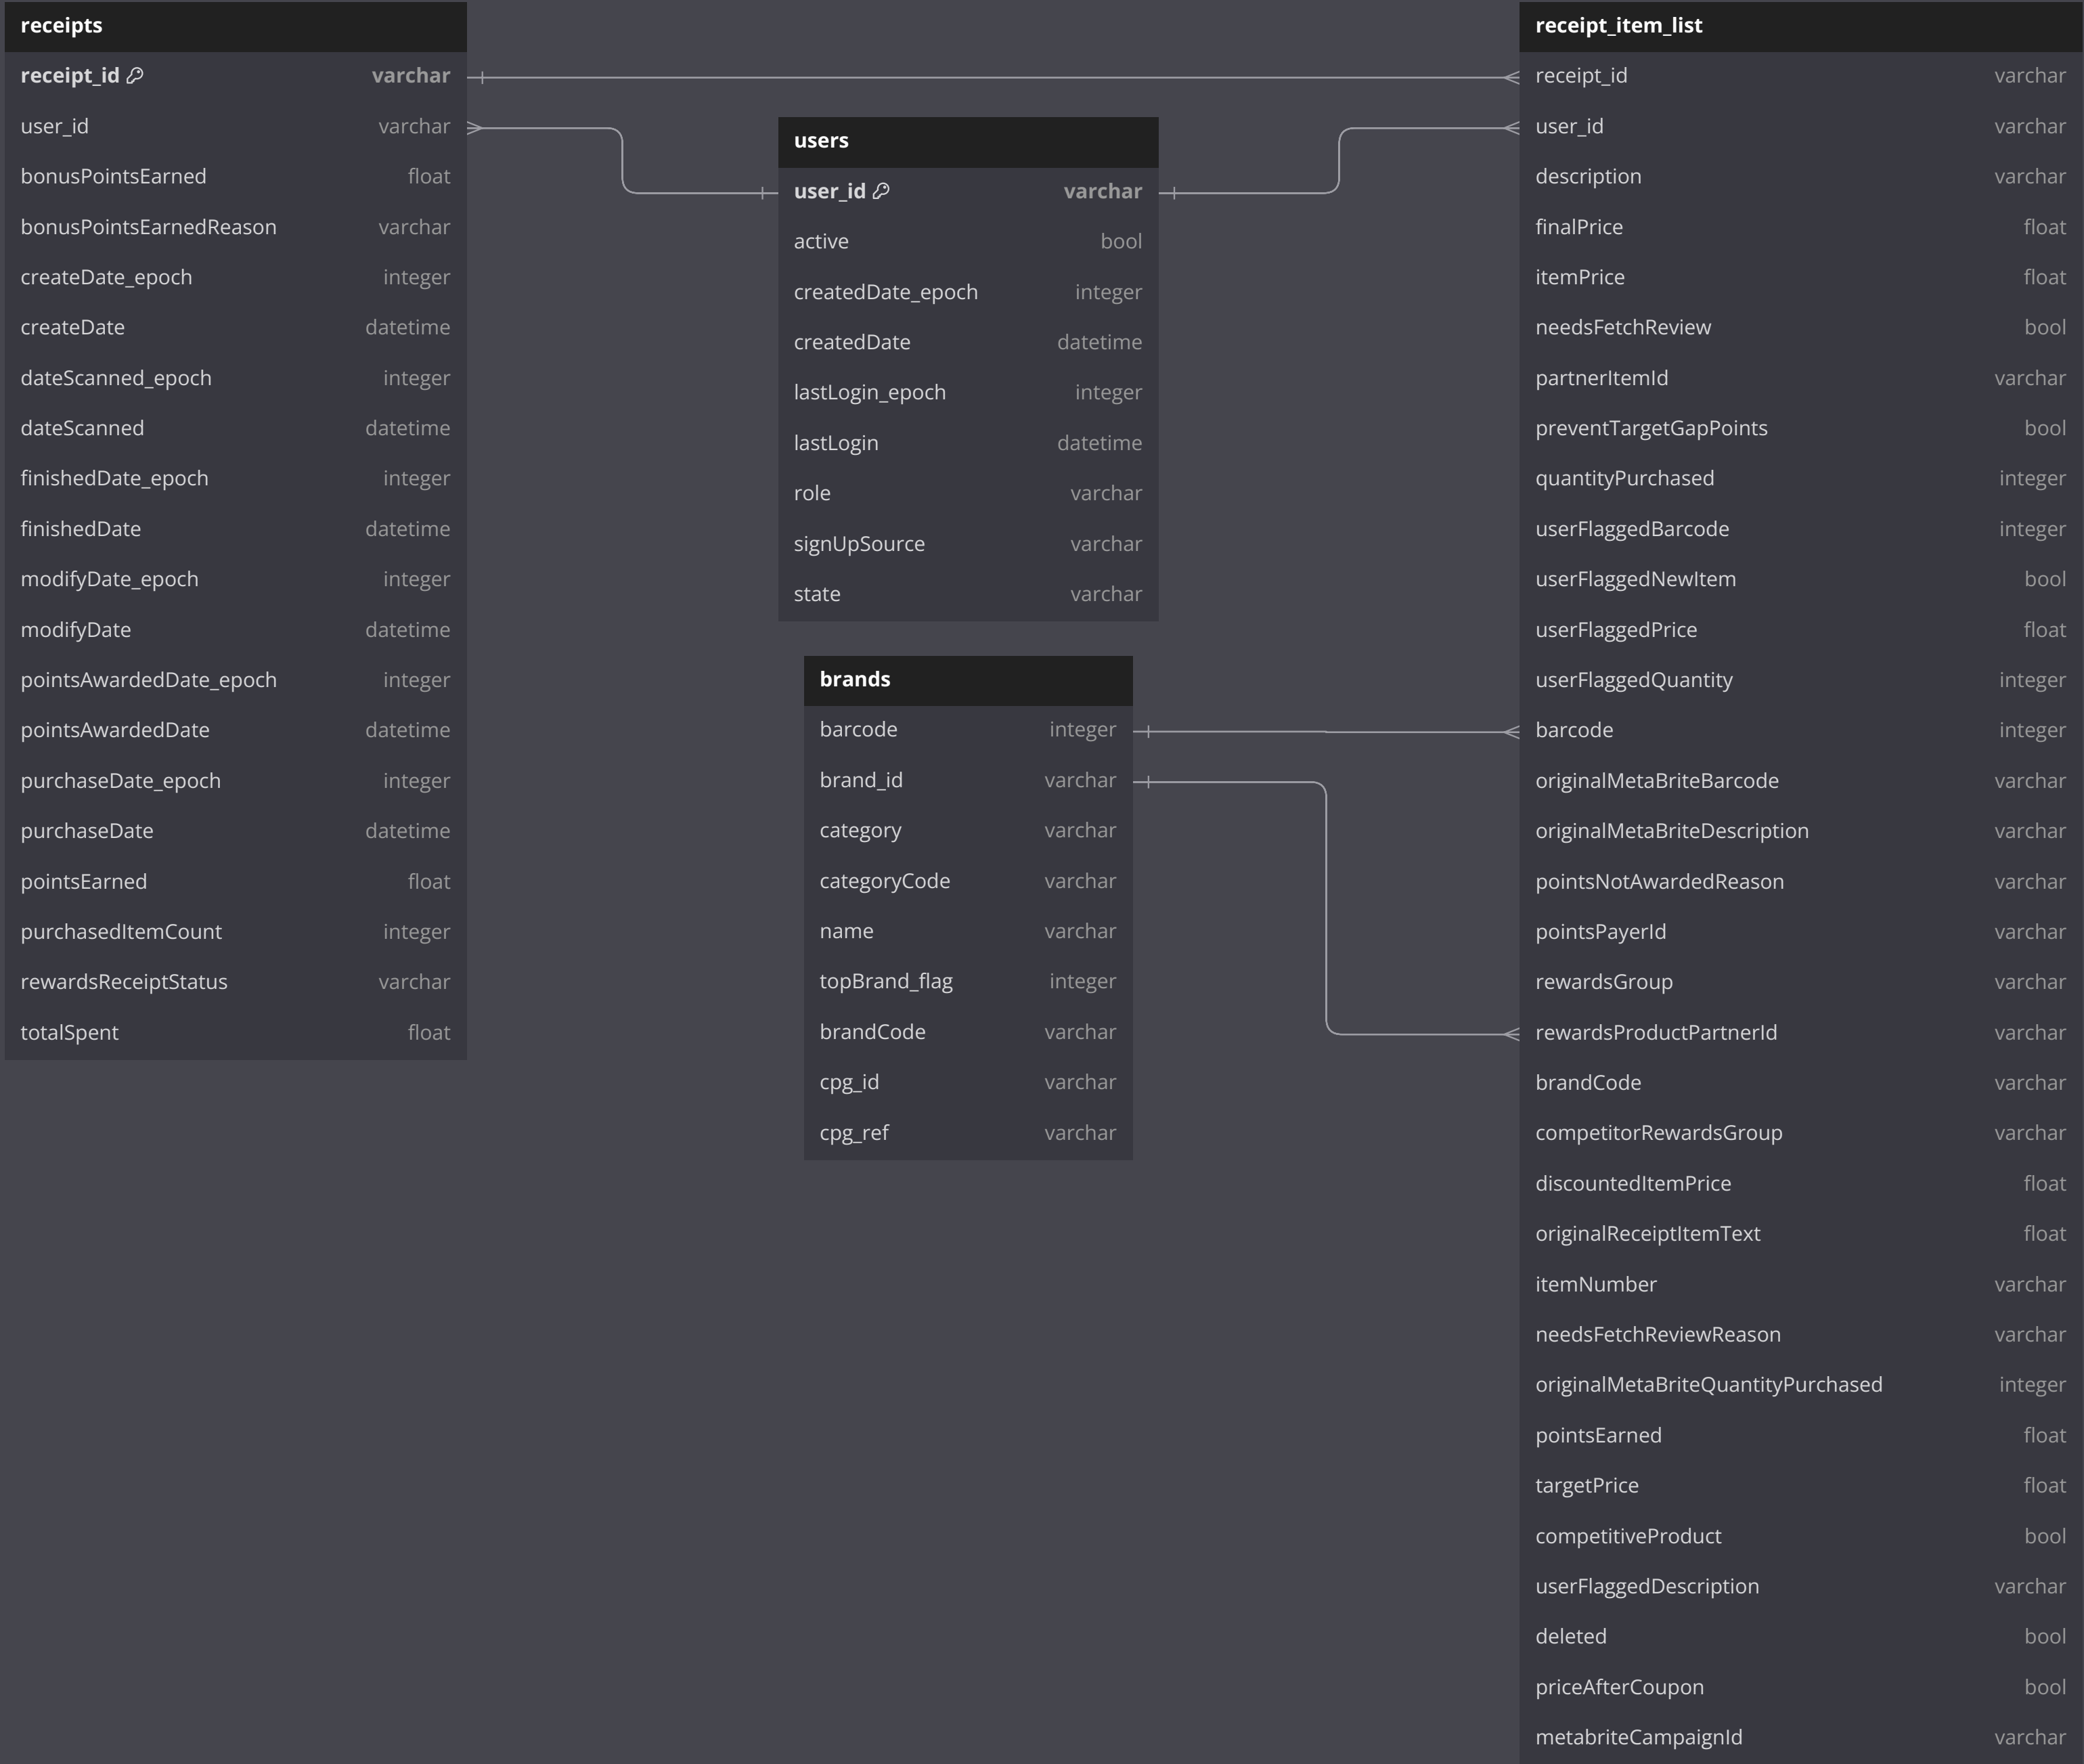 receipts
receipt_id varchar
user_id varchar
bonusPointsEarned float
bonusPointsEarnedReason varchar
createDate_epoch integer
createDate datetime
dateScanned_epoch integer
dateScanned datetime
finishedDate_epoch integer
finishedDate datetime
modifyDate_epoch integer
modifyDate datetime
pointsAwardedDate_epoch integer
pointsAwardedDate datetime
purchaseDate_epoch integer
purchaseDate datetime
pointsEarned float
purchasedItemCount integer
rewardsReceiptStatus varchar
totalSpent float
users
user_id varchar
active bool
createdDate_epoch integer
createdDate datetime
lastLogin_epoch integer
lastLogin datetime
role varchar
signUpSource varchar
state varchar
brands
barcode integer
brand_id varchar
category varchar
categoryCode varchar
name varchar
topBrand_flag integer
brandCode varchar
cpg_id varchar
cpg_ref varchar
receipt_item_list
receipt_id varchar
user_id varchar
description varchar
finalPrice float
itemPrice float
needsFetchReview bool
partnerItemId varchar
preventTargetGapPoints bool
quantityPurchased integer
userFlaggedBarcode integer
userFlaggedNewItem bool
userFlaggedPrice float
userFlaggedQuantity integer
barcode integer
originalMetaBriteBarcode varchar
originalMetaBriteDescription varchar
pointsNotAwardedReason varchar
pointsPayerId varchar
rewardsGroup varchar
rewardsProductPartnerId varchar
brandCode varchar
competitorRewardsGroup varchar
discountedItemPrice float
originalReceiptItemText float
itemNumber varchar
needsFetchReviewReason varchar
originalMetaBriteQuantityPurchased integer
pointsEarned float
targetPrice float
competitiveProduct bool
userFlaggedDescription varchar
deleted bool
priceAfterCoupon bool
metabriteCampaignId varchar